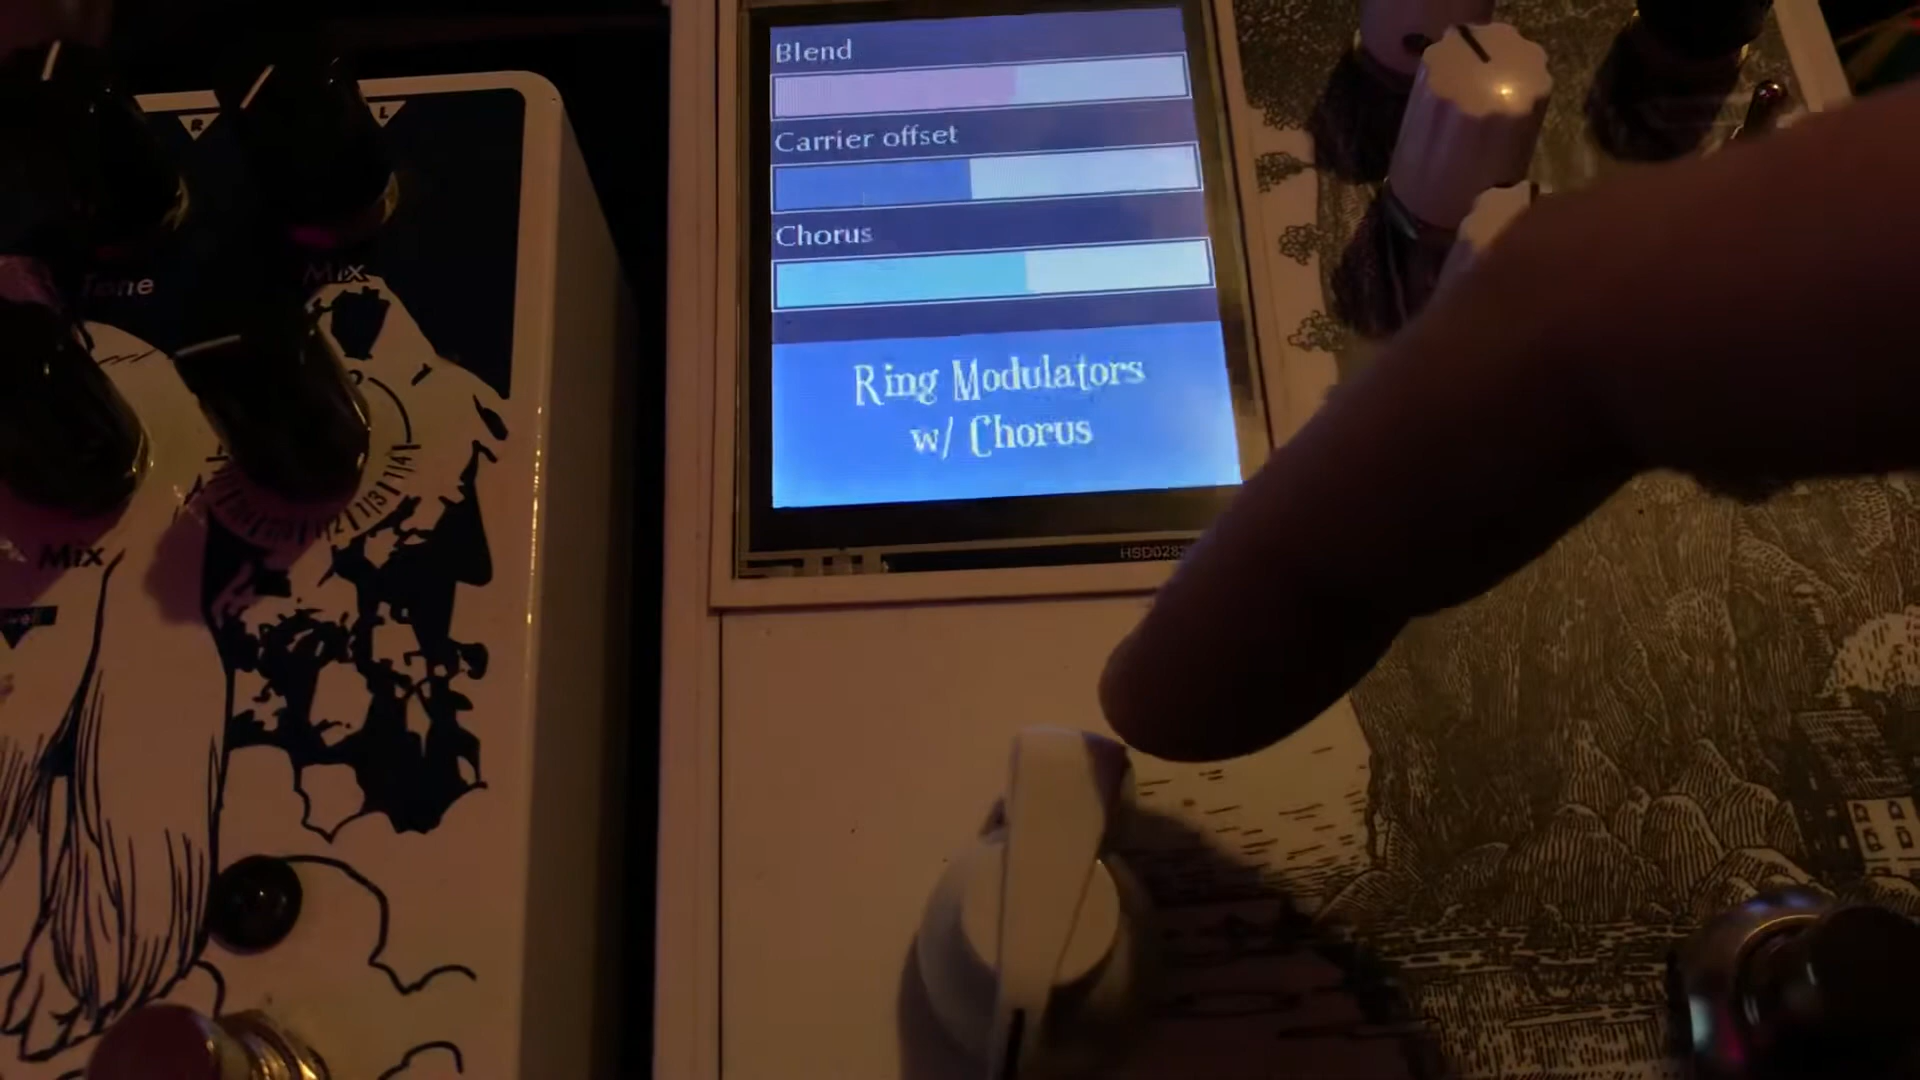 Blend
Carrier offset
Chorus
Ring Modulators
w/ Chorus
R
L
Tone
Mix
Mix